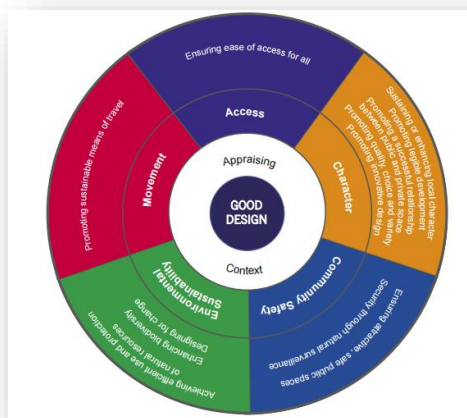 Ensuring ease of access for all
Access
Sustaining or enhancing local character
Promoting legible development
Promoting a successful relationship
between public and private space
Promoting quality, choice and variety
Promoting innovative design
Character
Community Safety
Security through natural surveillance
Ensuring attractive, safe public spaces
Environmental
Sustainability
Designing for change
Enhancing biodiversity
of natural resources
Achieving efficient use and protection
Promoting sustainable means of travel
Movement
Appraising
GOOD
DESIGN
Context